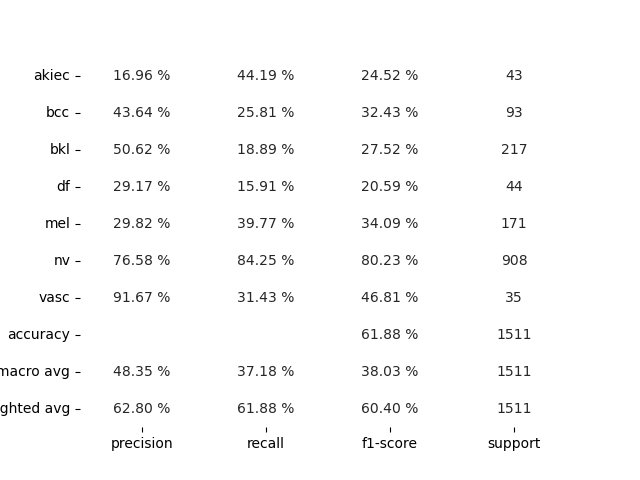 akiec – 16.96 % 44.19 % 24.52 % 43
bcc – 43.64 % 25.81 % 32.43 % 93
bkl – 50.62 % 18.89 % 27.52 % 217
df – 29.17 % 15.91 % 20.59 % 44
mel – 29.82 % 39.77 % 34.09 % 171
nv – 76.58 % 84.25 % 80.23 % 908
vasc – 91.67 % 31.43 % 46.81 % 35
accuracy – 61.88 % 1511
macro avg – 48.35 % 37.18 % 38.03 % 1511
ghted avg – 62.80 % 61.88 % 60.40 % 1511
precision recall f1-score support